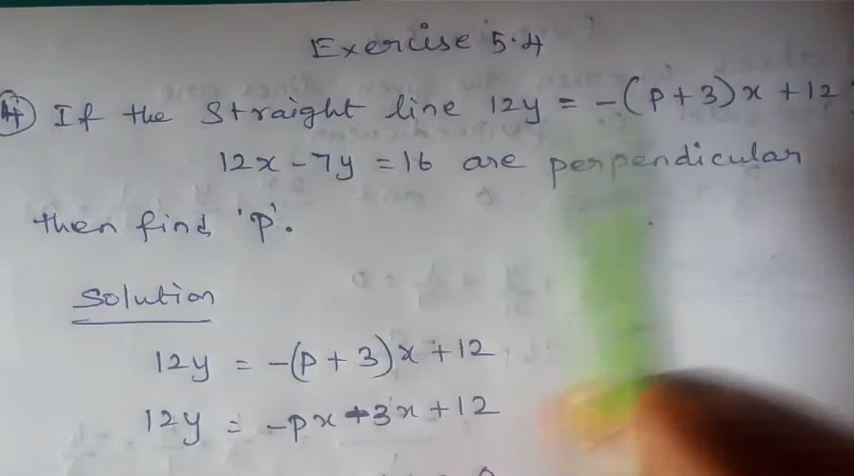 Exercise 5.4
4) If the straight line 12y = -(p+3)x +12,
12x - 7y = 16 are perpendicular
then find 'p'.
Solution
12y = -(p+3)x +12
12y = -px -3x +12